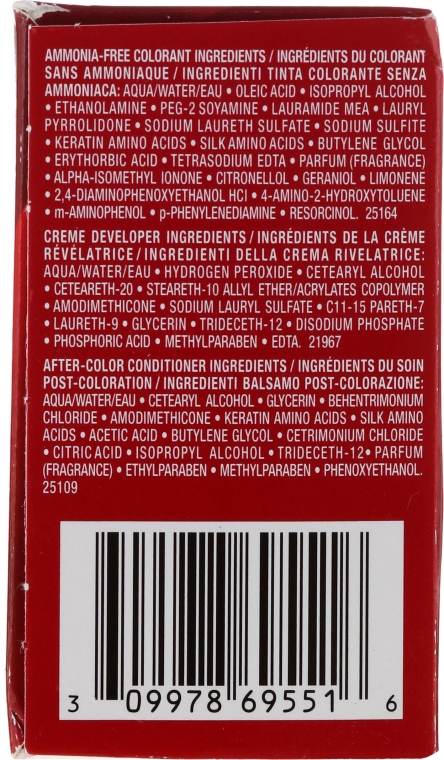 AMMONIA-FREE COLORANT INGREDIENTS / INGRÉDIENTS DU COLORANT
SANS AMMONIAQUE / INGREDIENTI TINTA COLORANTE SENZA
AMMONIACA: AQUA/WATER/EAU • OLEIC ACID • ISOPROPYL ALCOHOL
• ETHANOLAMINE • PEG-2 SOYAMINE • LAURAMIDE MEA • LAURYL
PYRROLIDONE • SODIUM LAURETH SULFATE • SODIUM SULFITE
• KERATIN AMINO ACIDS • SILK AMINO ACIDS • BUTYLENE GLYCOL
• ERYTHORBIC ACID • TETRASODIUM EDTA • PARFUM (FRAGRANCE)
• ALPHA-ISOMETHYL IONONE • CITRONELLOL • GERANIOL • LIMONENE
• 2,4-DIAMINOPHENOXYETHANOL HCl • 4-AMINO-2-HYDROXYTOLUENE
• m-AMINOPHENOL • p-PHENYLENEDIAMINE • RESORCINOL. 25164
CREME DEVELOPER INGREDIENTS / INGRÉDIENTS DE LA CRÈME
RÉVÉLATRICE / INGREDIENTI DELLA CREMA RIVELATRICE:
AQUA/WATER/EAU • HYDROGEN PEROXIDE • CETEARYL ALCOHOL
• CETEARETH-20 • STEARETH-10 ALLYL ETHER/ACRYLATES COPOLYMER
• AMODIMETHICONE • SODIUM LAURYL SULFATE • C11-15 PARETH-7
• LAURETH-9 • GLYCERIN • TRIDECETH-12 • DISODIUM PHOSPHATE
• PHOSPHORIC ACID • METHYLPARABEN • EDTA. 21967
AFTER-COLOR CONDITIONER INGREDIENTS / INGRÉDIENTS DU SOIN
POST-COLORATION / INGREDIENTI BALSAMO POST-COLORAZIONE:
AQUA/WATER/EAU • CETEARYL ALCOHOL • GLYCERIN • BEHENTRIMONIUM
CHLORIDE • AMODIMETHICONE • KERATIN AMINO ACIDS • SILK AMINO
ACIDS • ACETIC ACID • BUTYLENE GLYCOL • CETRIMONIUM CHLORIDE
• CITRIC ACID • ISOPROPYL ALCOHOL • TRIDECETH-12 • PARFUM
(FRAGRANCE) • ETHYLPARABEN • METHYLPARABEN • PHENOXYETHANOL.
25109
3 09978 69551 6